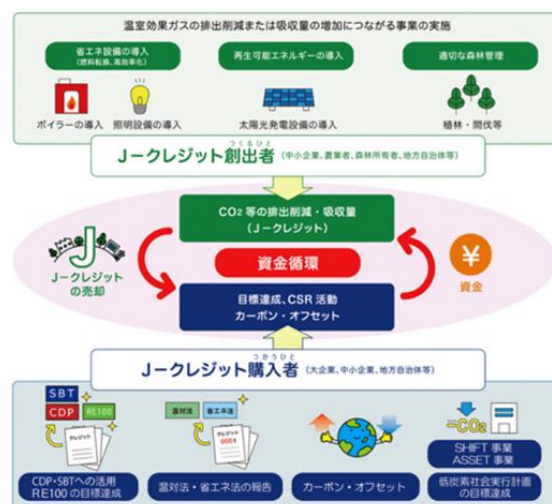 温室効果ガスの排出削減または吸収量の増加につながる事業の実施
省エネ設備の導入
(燃料転換、高効率化)
再生可能エネルギーの導入
適切な森林管理
ボイラーの導入
照明設備の導入
太陽光発電設備の導入
植林・間伐等
つくるひと
J-クレジット創出者(中小企業、農業者、森林所有者、地方自治体等)
CO2等の排出削減・吸収量
(J-クレジット)
J
J-クレジット
の売却
資金循環
¥
資金
目標達成、CSR活動
カーボン・オフセット
つかうひと
J-クレジット購入者(大企業、中小企業、地方自治体等)
SBT
CDP
RE100
クレジット
CDP・SBTへの活用
RE100の目標達成
温対法
省エネ法
クレジット
温対法・省エネ法の報告
カーボン・オフセット
CO2
SHIFT事業
ASSET事業
低炭素社会実行計画
の目標達成